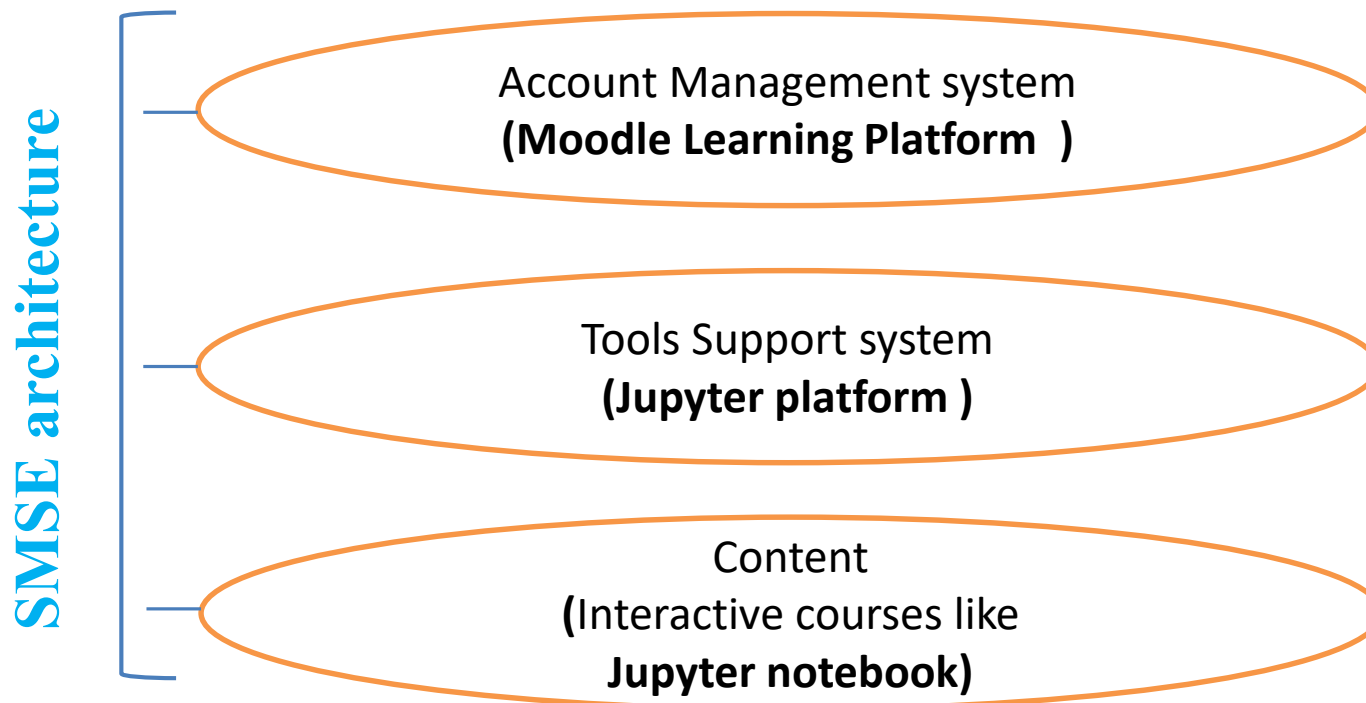 SMSE architecture
Account Management system
(Moodle Learning Platform  )
Tools Support system
(Jupyter platform )
Content
(Interactive courses like
Jupyter notebook)